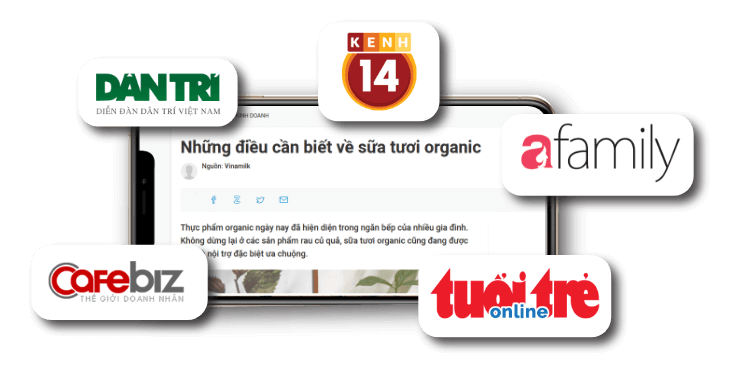 KENH
14
DÂN TRÍ
DIỄN ĐÀN DÂN TRÍ VIỆT NAM
INH DOANH
Những điều cần biết về sữa tươi organic
Nguồn: Vinamilk
afamily
Thực phẩm organic ngày nay đã hiện diện trong ngăn bếp của nhiều gia đình.
Không dừng lại ở các sản phẩm rau củ quả, sữa tươi organic cũng đang được
nội trợ đặc biệt ưa chuộng.
Cafebiz
THẾ GIỚI DOANH NHÂN
tuổi trẻ
online